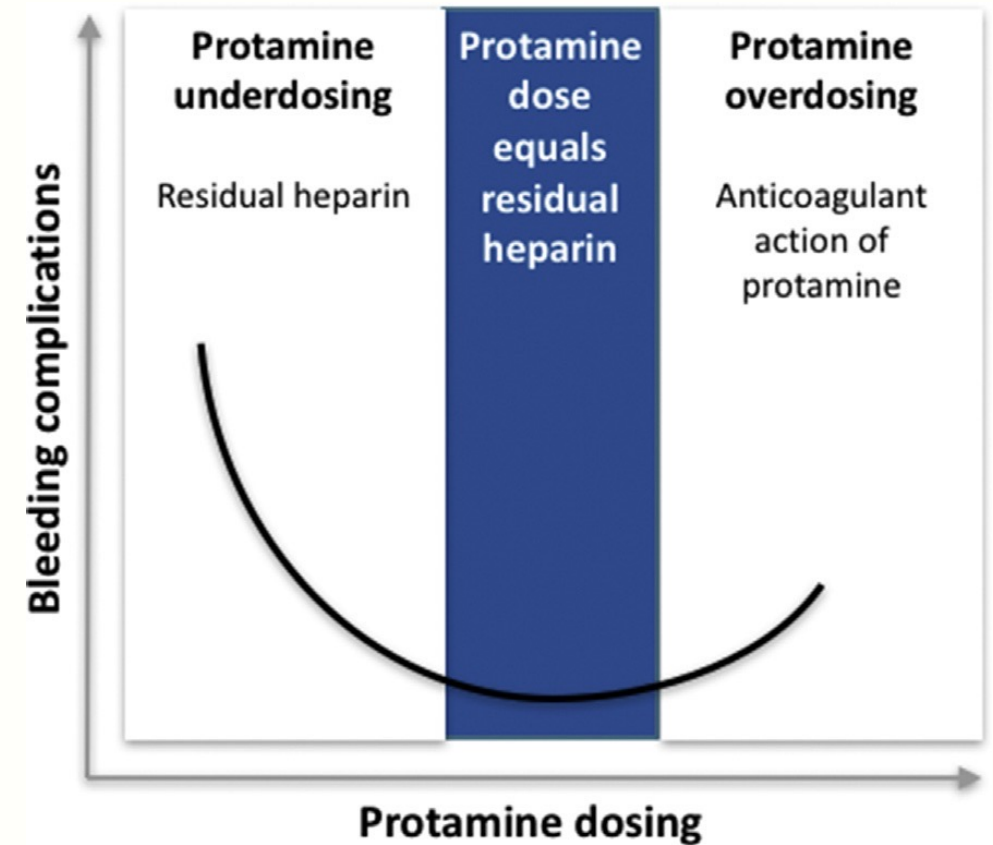 Protamine
underdosing
Residual heparin
Protamine
dose
equals
residual
heparin
Protamine
overdosing
Anticoagulant
action of
protamine
Bleeding complications
Protamine dosing